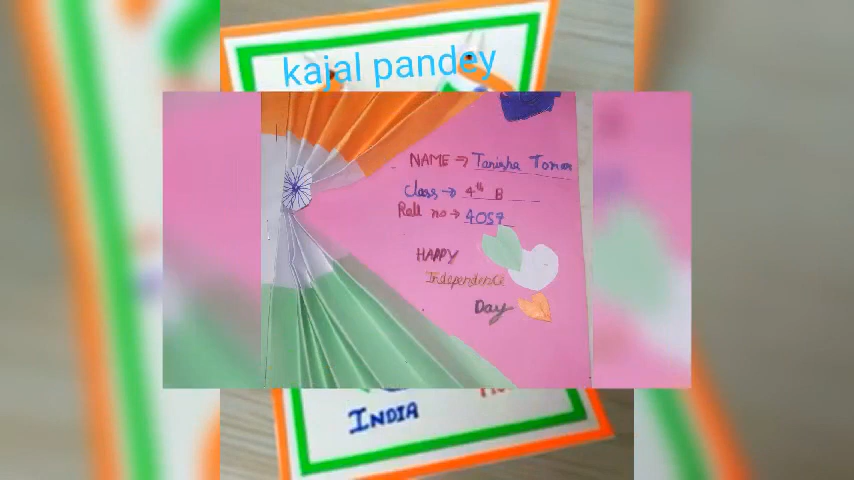 kajal pandey
NAME → Tanisha Tomar
Class → 4th B
Roll no → 4057
HAPPY
Independence
Day
INDIA